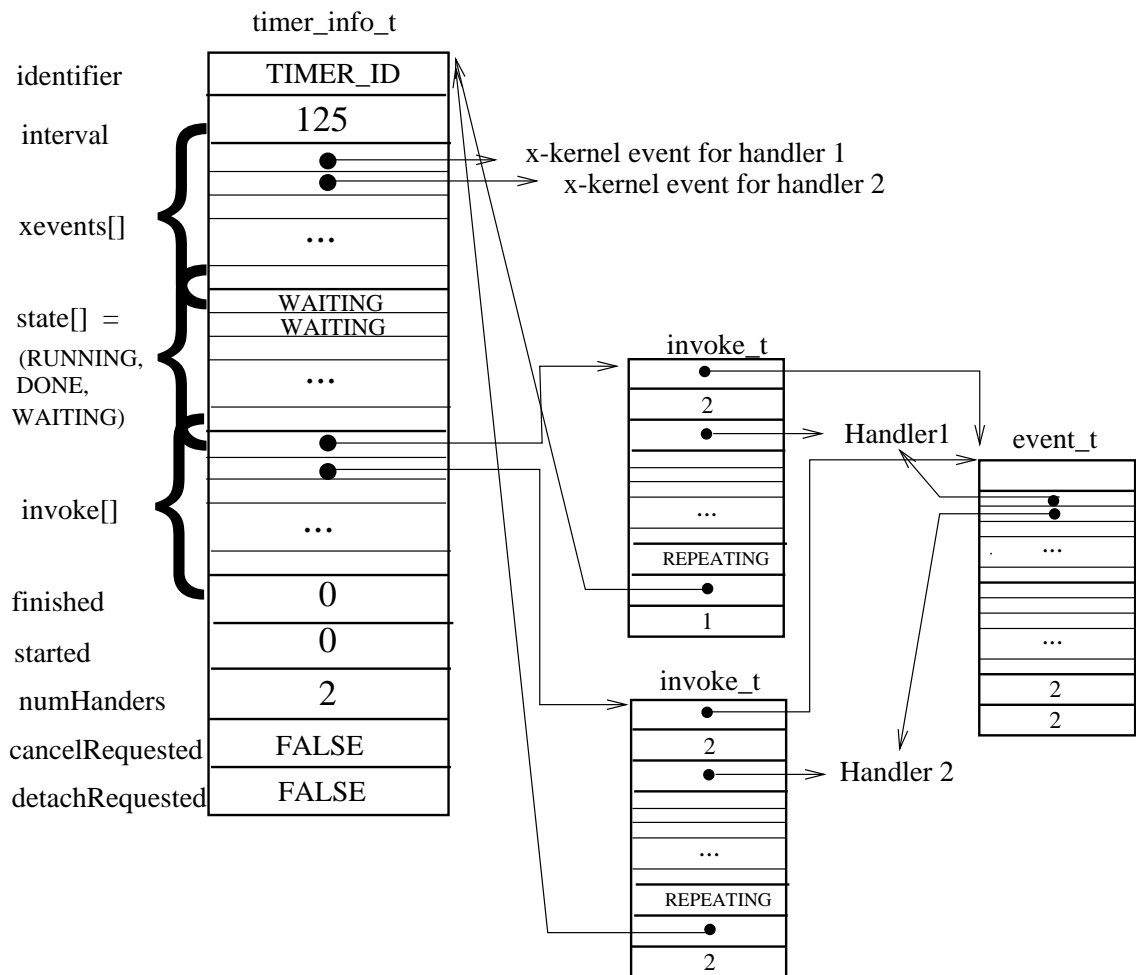 timer_info_t
identifier
TIMER_ID
interval
125
x-kernel event for handler 1
x-kernel event for handler 2
xevents[]
...
WAITING
WAITING
state[] =
(RUNNING,
DONE,
WAITING)
...
invoke[]
...
finished
0
started
0
numHanders
2
cancelRequested
FALSE
detachRequested
FALSE
invoke_t
2
...
REPEATING
1
Handler1
invoke_t
2
...
REPEATING
2
Handler 2
event_t
...
...
2
2